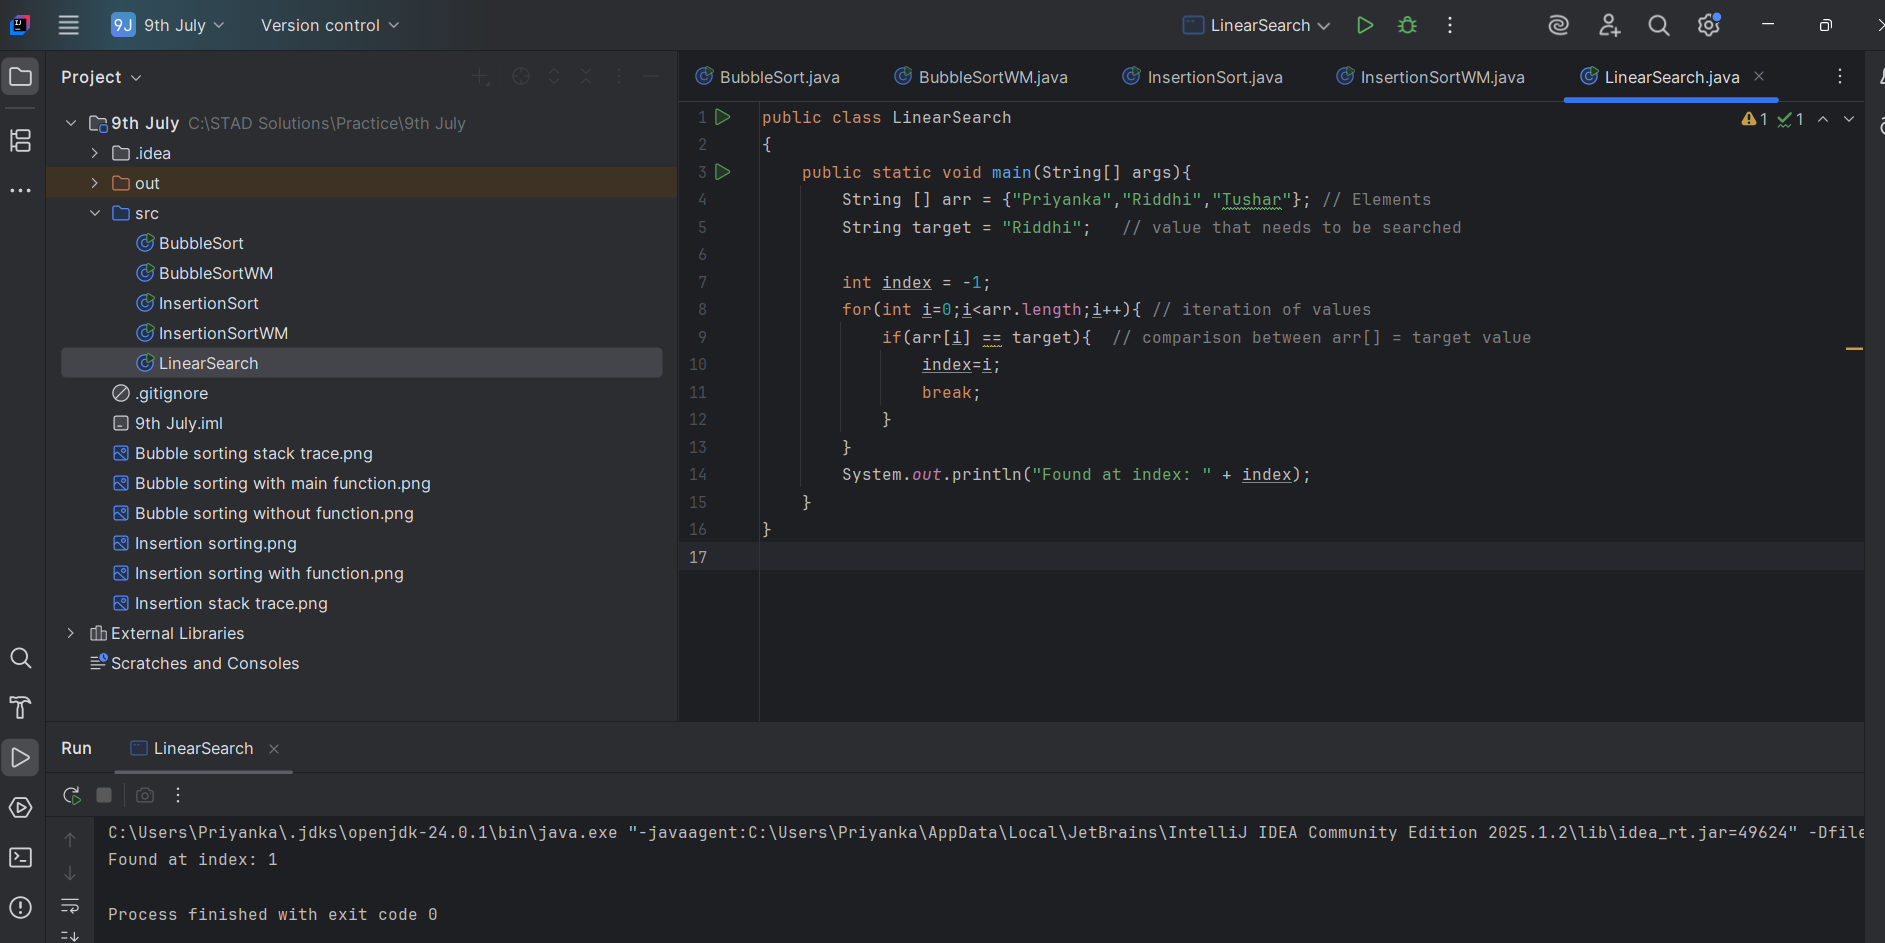 9J 9th July Version control LinearSearch
Project
BubbleSort.java BubbleSortWM.java InsertionSort.java InsertionSortWM.java LinearSearch.java
9th July C:\STAD Solutions\Practice\9th July
.idea
out
src
BubbleSort
BubbleSortWM
InsertionSort
InsertionSortWM
LinearSearch
.gitignore
9th July.iml
Bubble sorting stack trace.png
Bubble sorting with main function.png
Bubble sorting without function.png
Insertion sorting.png
Insertion sorting with function.png
Insertion stack trace.png
External Libraries
Scratches and Consoles
1 public class LinearSearch
1 1
2 {
3 public static void main(String[] args){
4 String [] arr = {"Priyanka","Riddhi","Tushar"}; // Elements
5 String target = "Riddhi"; // value that needs to be searched
6
7 int index = -1;
8 for(int i=0;i<arr.length;i++){ // iteration of values
9 if(arr[i] == target){ // comparison between arr[] = target value
10 index=i;
11 break;
12 }
13 }
14 System.out.println("Found at index: " + index);
15 }
16 }
17
Run LinearSearch
C:\Users\Priyanka\.jdks\openjdk-24.0.1\bin\java.exe "-javaagent:C:\Users\Priyanka\AppData\Local\JetBrains\IntelliJ IDEA Community Edition 2025.1.2\lib\idea_rt.jar=49624" -Dfile
Found at index: 1
Process finished with exit code 0